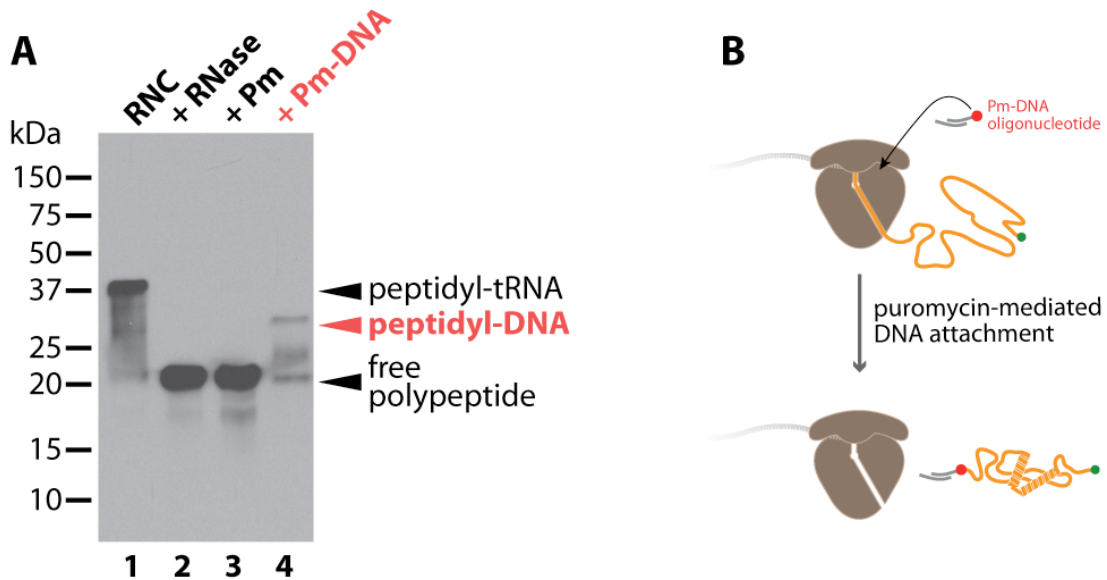 A
RNC
+ RNase
+ Pm
+ Pm-DNA
kDa
150
75
50
37
25
20
15
10
peptidyl-tRNA
peptidyl-DNA
free
polypeptide
1 2 3 4
B
Pm-DNA
oligonucleotide
puromycin-mediated
DNA attachment